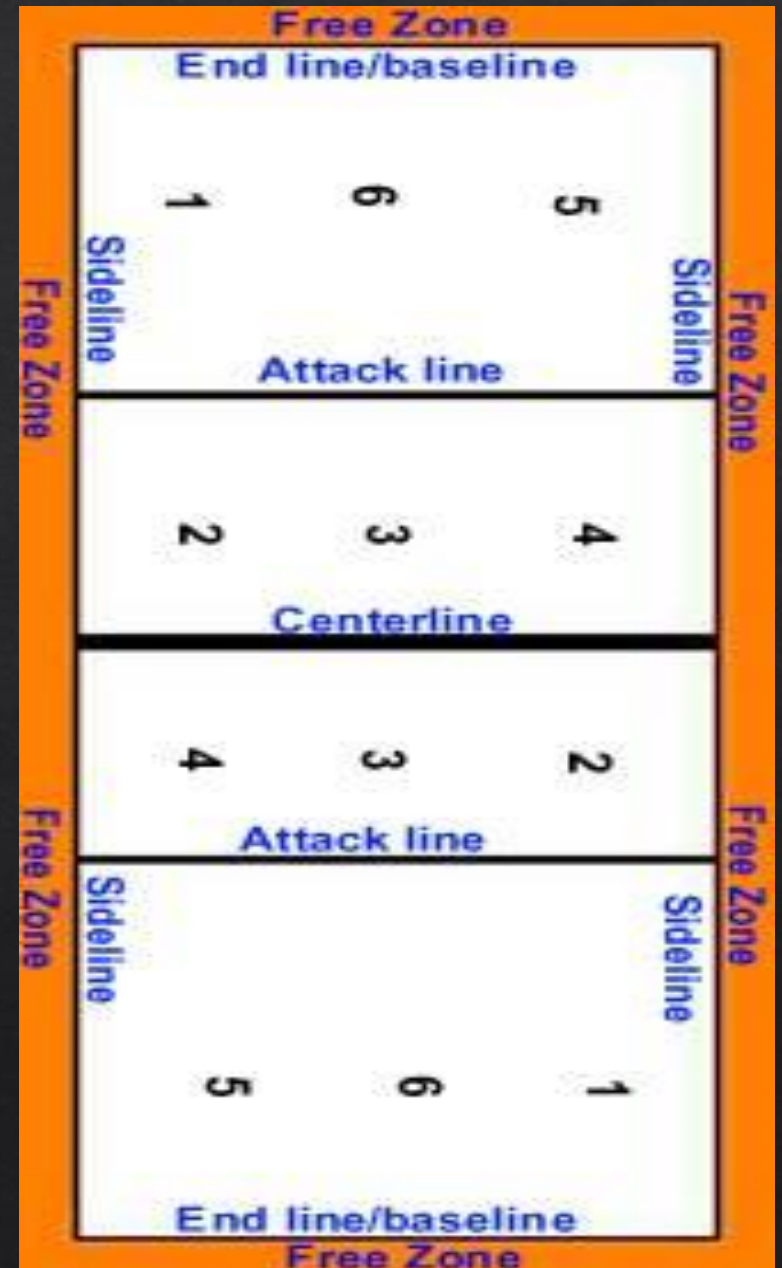 Free Zone
End line/baseline
1 6 5
Sideline
Sideline
Free Zone
Free Zone
Attack line
2 3 4
Centerline
4 3 2
Attack line
Free Zone
Free Zone
Sideline
Sideline
5 6 1
End line/baseline
Free Zone